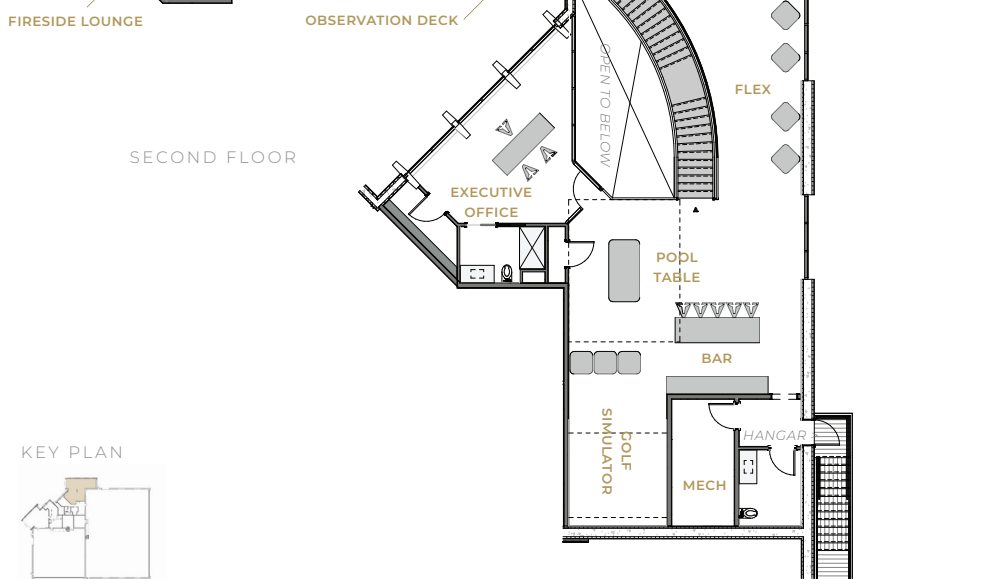 FIRESIDE LOUNGE
OBSERVATION DECK
OPEN TO BELOW
FLEX
SECOND FLOOR
EXECUTIVE
OFFICE
POOL
TABLE
BAR
GOLF
SIMULATOR
HANGAR
MECH
KEY PLAN